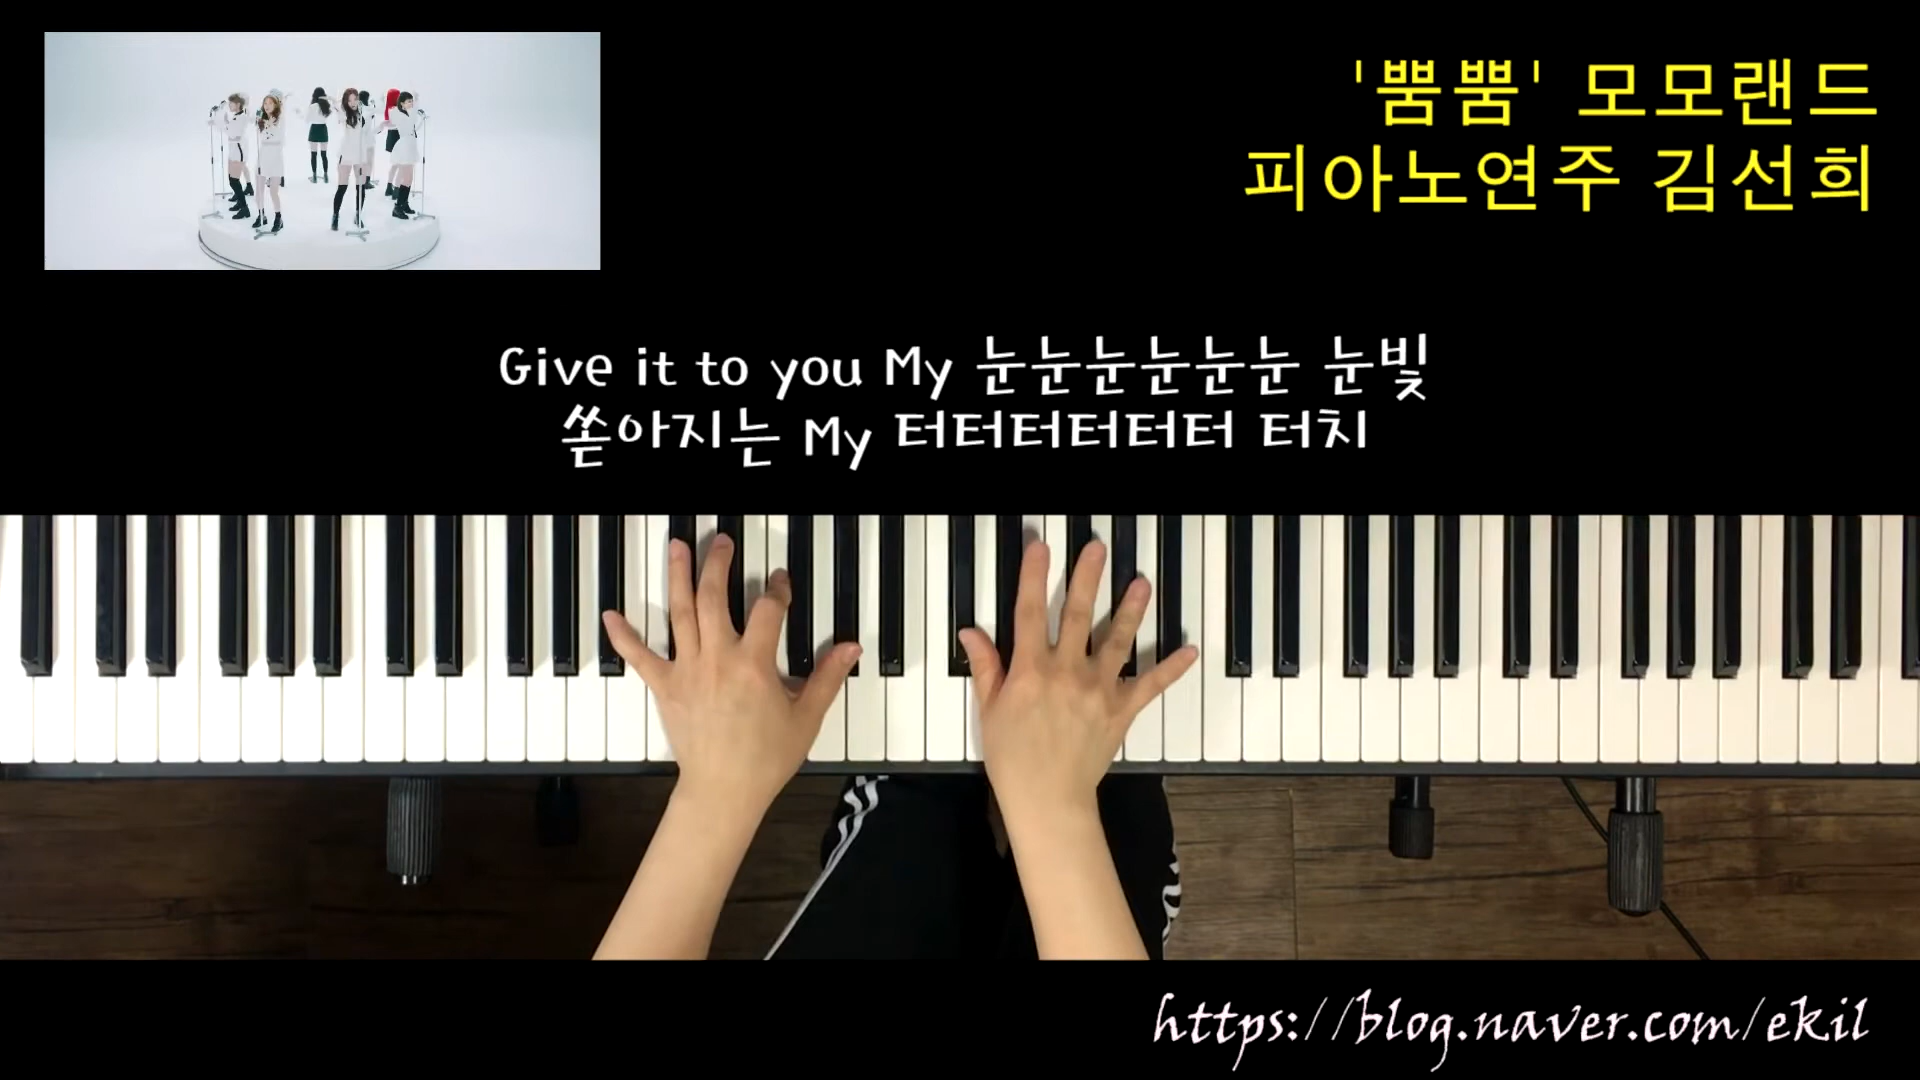 '뿜뿜' 모모랜드
피아노연주 김선희
Give it to you My 눈눈눈눈눈눈 눈빛
쏟아지는 My 터터터터터터 터치
https://blog.naver.com/ekil